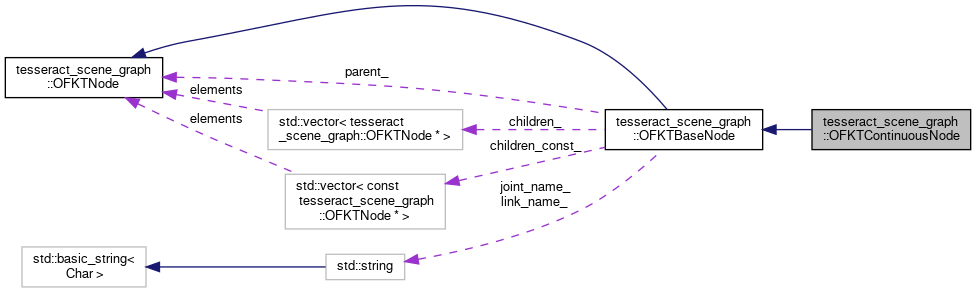 tesseract_scene_graph
::OFKTNode
parent_
elements
std::vector< tesseract
_scene_graph::OFKTNode * >
children_
tesseract_scene_graph
::OFKTBaseNode
tesseract_scene_graph
::OFKTContinuousNode
elements
children_const_
std::vector< const
tesseract_scene_graph
::OFKTNode * >
joint_name_
link_name_
std::basic_string<
Char >
std::string